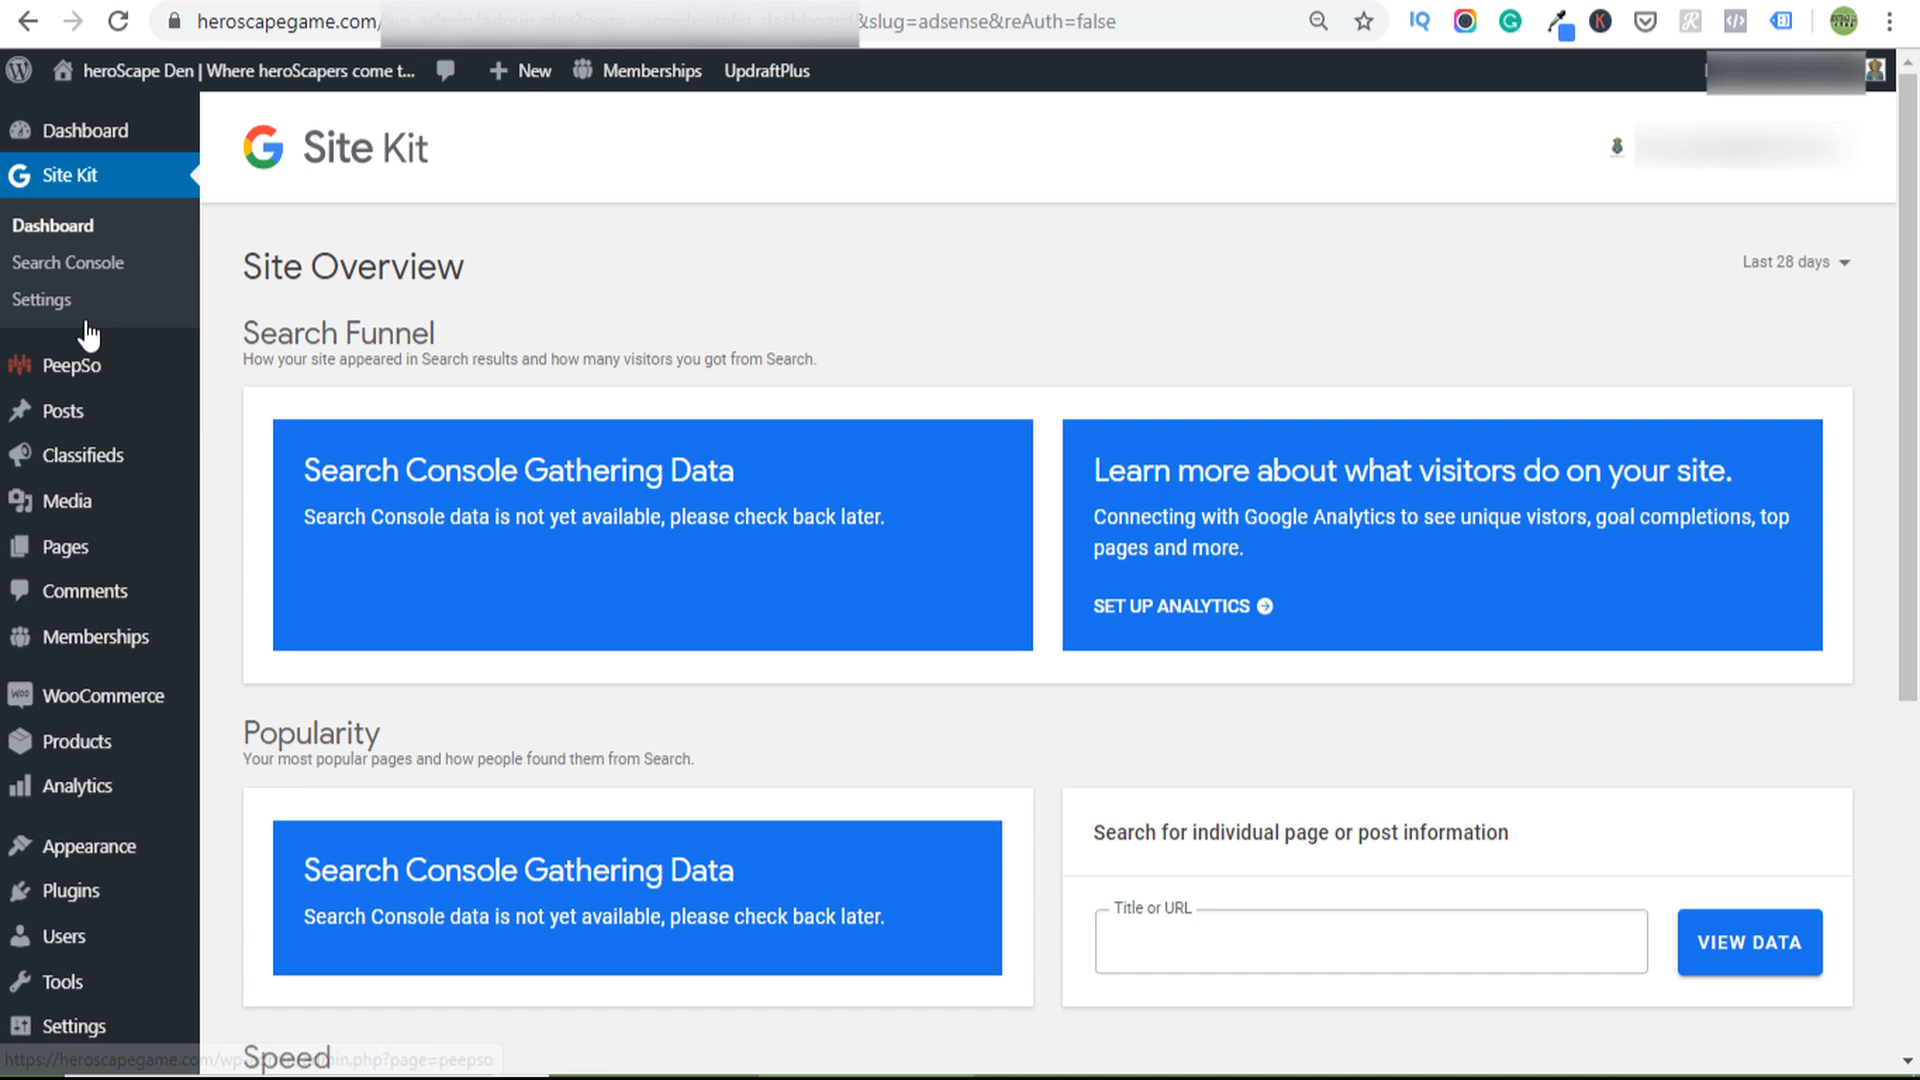 heroscapegame.com/ &slug=adsense&reAuth=false
heroScape Den | Where heroScapers come t... New Memberships UpdraftPlus
Dashboard
Site Kit
Dashboard
Search Console
Settings
PeepSo
Posts
Classifieds
Media
Pages
Comments
Memberships
WooCommerce
Products
Analytics
Appearance
Plugins
Users
Tools
Settings
Site Kit
Site Overview
Last 28 days
Search Funnel
How your site appeared in Search results and how many visitors you got from Search.
Search Console Gathering Data
Search Console data is not yet available, please check back later.
Learn more about what visitors do on your site.
Connecting with Google Analytics to see unique vistors, goal completions, top
pages and more.
SET UP ANALYTICS
Popularity
Your most popular pages and how people found them from Search.
Search Console Gathering Data
Search Console data is not yet available, please check back later.
Search for individual page or post information
Title or URL
VIEW DATA
Speed